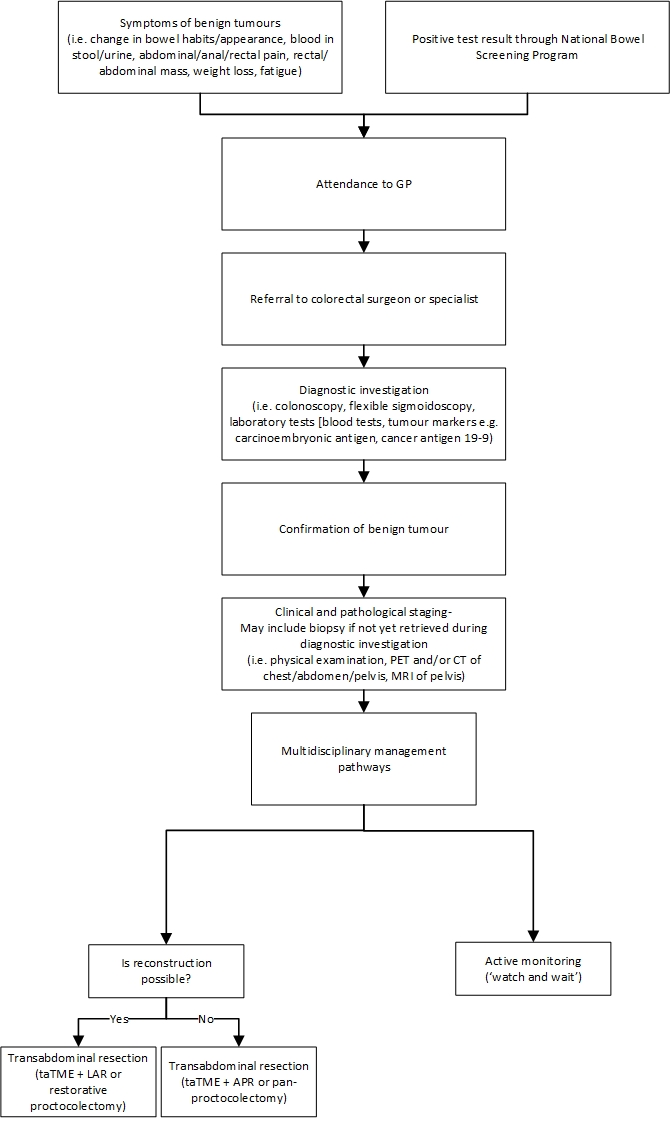 Symptoms of benign tumours
(i.e. change in bowel habits/appearance, blood in
stool/urine, abdominal/anal/rectal pain, rectal/
abdominal mass, weight loss, fatigue)
Positive test result through National Bowel
Screening Program
Attendance to GP
Referral to colorectal surgeon or specialist
Diagnostic investigation
(i.e. colonoscopy, flexible sigmoidoscopy,
laboratory tests [blood tests, tumour markers e.g.
carcinoembryonic antigen, cancer antigen 19-9)
Confirmation of benign tumour
Clinical and pathological staging-
May include biopsy if not yet retrieved during
diagnostic investigation
(i.e. physical examination, PET and/or CT of
chest/abdomen/pelvis, MRI of pelvis)
Multidisciplinary management
pathways
Is reconstruction
possible?
Active monitoring
('watch and wait')
Yes
No
Transabdominal resection
(taTME + LAR or
restorative
proctocolectomy)
Transabdominal resection
(taTME + APR or pan-
proctocolectomy)